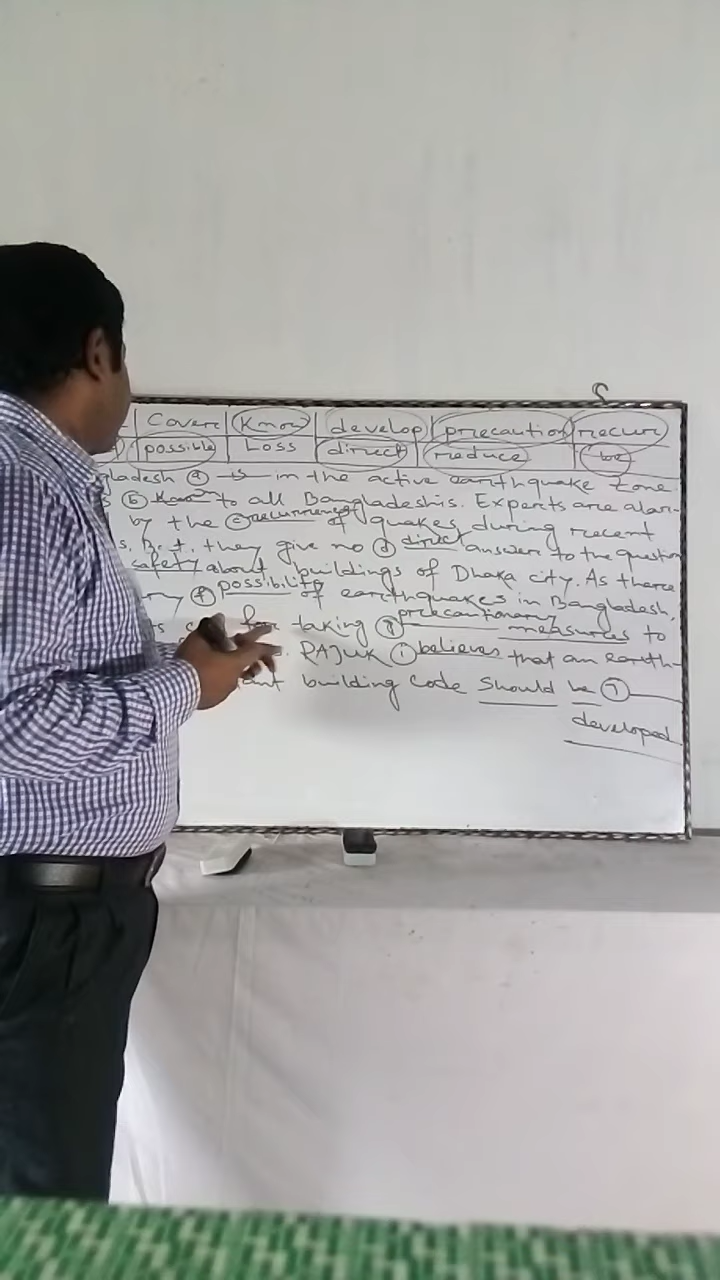 Cover Know develop precaution recur
possible Loss direct reduce be
gladesh (a) is in the active earthquake zone.
(b) to all Bangladeshis. Experts are alar-
by the (c) recurrence of quakes during recent
s. But, they give no (d) direct answer to the question
safety about buildings of Dhaka city. As there
(f) possibility of earthquakes in Bangladesh,
for taking (g) precautionary measures to
RAJUK (i) believes that an earth-
ant building code should be (j)
developed